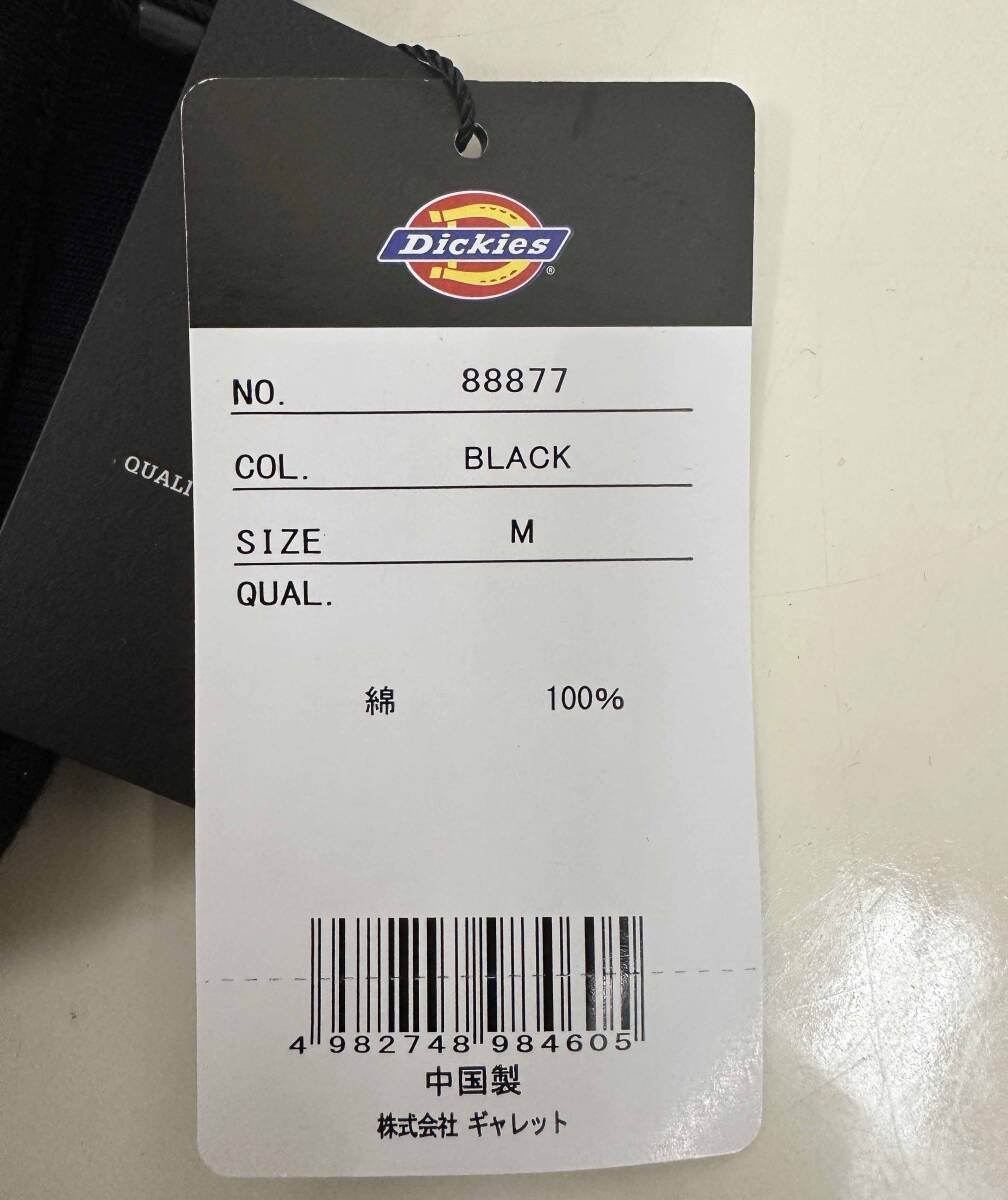 Dickies
®
NO. 88877
COL. BLACK
SIZE M
QUAL.
綿 100%
QUALI
4 982748 984605
中国製
株式会社 ギャレット